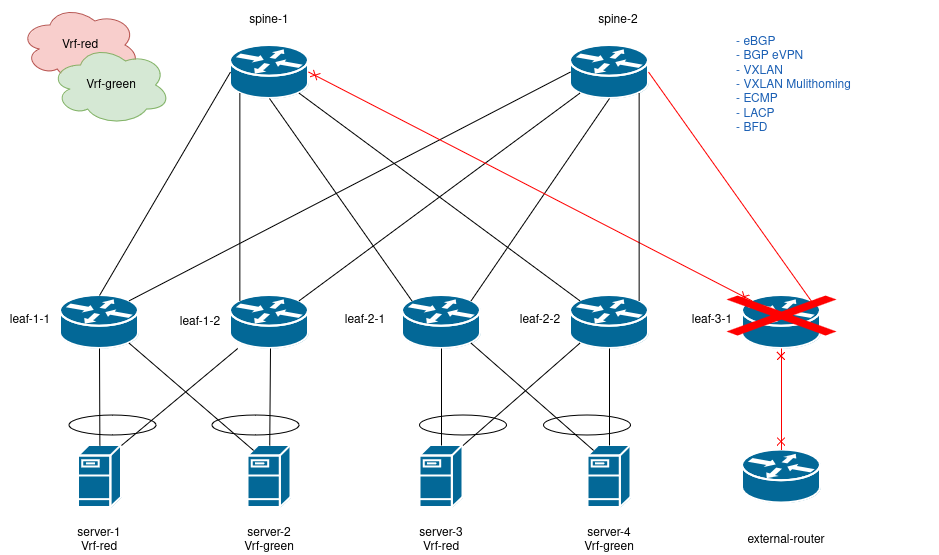 spine-1
spine-2
Vrf-red
Vrf-green
- eBGP
- BGP eVPN
- VXLAN
- VXLAN Mulithoming
- ECMP
- LACP
- BFD
leaf-1-1
leaf-1-2
leaf-2-1
leaf-2-2
leaf-3-1
server-1
Vrf-red
server-2
Vrf-green
server-3
Vrf-red
server-4
Vrf-green
external-router